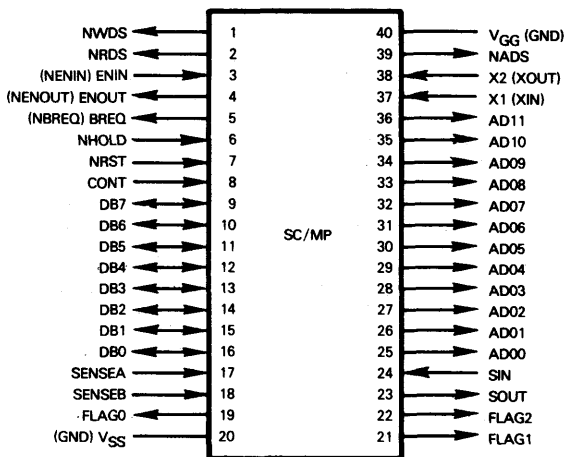 NWDS 1 40 VGG (GND)
NRDS 2 39 NADS
(NENIN) ENIN 3 38 X2 (XOUT)
(NENOUT) ENOUT 4 37 X1 (XIN)
(NBREQ) BREQ 5 36 AD11
NHOLD 6 35 AD10
NRST 7 34 AD09
CONT 8 33 AD08
DB7 9 32 AD07
DB6 10 31 AD06
SC/MP
DB5 11 30 AD05
DB4 12 29 AD04
DB3 13 28 AD03
DB2 14 27 AD02
DB1 15 26 AD01
DB0 16 25 AD00
SENSEA 17 24 SIN
SENSEB 18 23 SOUT
FLAG0 19 22 FLAG2
(GND) VSS 20 21 FLAG1